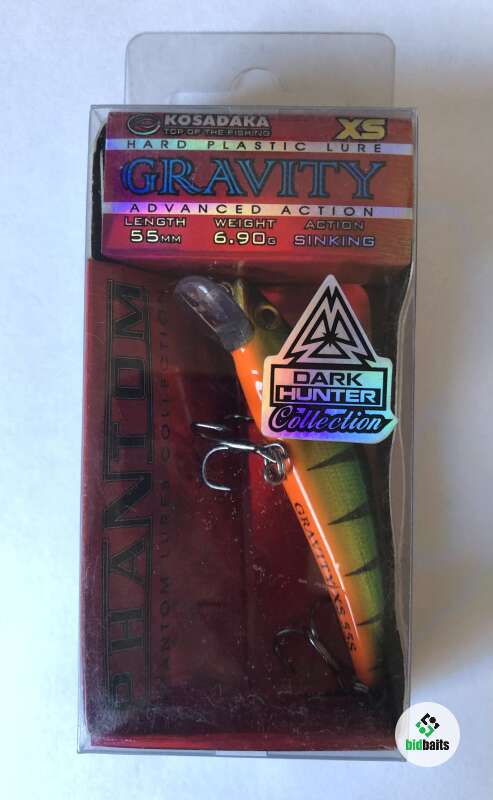 KOSADAKA
TOP OF THE FISHING
XS
HARD PLASTIC LURE
GRAVITY
ADVANCED ACTION
LENGTH WEIGHT ACTION
55MM 6.90G SINKING
PHANTOM
PHANTOM LURES COLLECTION
DARK
HUNTER
Collection
GRAVITY XS 55S
bidbaits